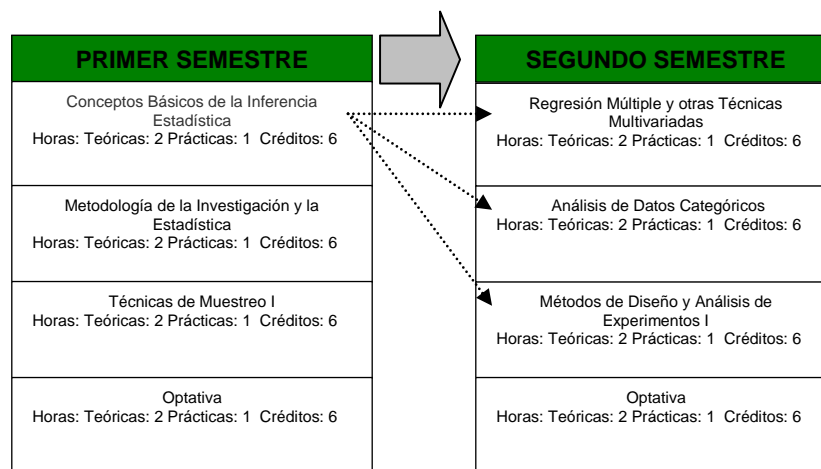 PRIMER SEMESTRE
Conceptos Básicos de la Inferencia
Estadística
Horas: Teóricas: 2 Prácticas: 1 Créditos: 6
Metodología de la Investigación y la
Estadística
Horas: Teóricas: 2 Prácticas: 1 Créditos: 6
Técnicas de Muestreo I
Horas: Teóricas: 2 Prácticas: 1 Créditos: 6
Optativa
Horas: Teóricas: 2 Prácticas: 1 Créditos: 6
SEGUNDO SEMESTRE
Regresión Múltiple y otras Técnicas
Multivariadas
Horas: Teóricas: 2 Prácticas: 1 Créditos: 6
Análisis de Datos Categóricos
Horas: Teóricas: 2 Prácticas: 1 Créditos: 6
Métodos de Diseño y Análisis de
Experimentos I
Horas: Teóricas: 2 Prácticas: 1 Créditos: 6
Optativa
Horas: Teóricas: 2 Prácticas: 1 Créditos: 6